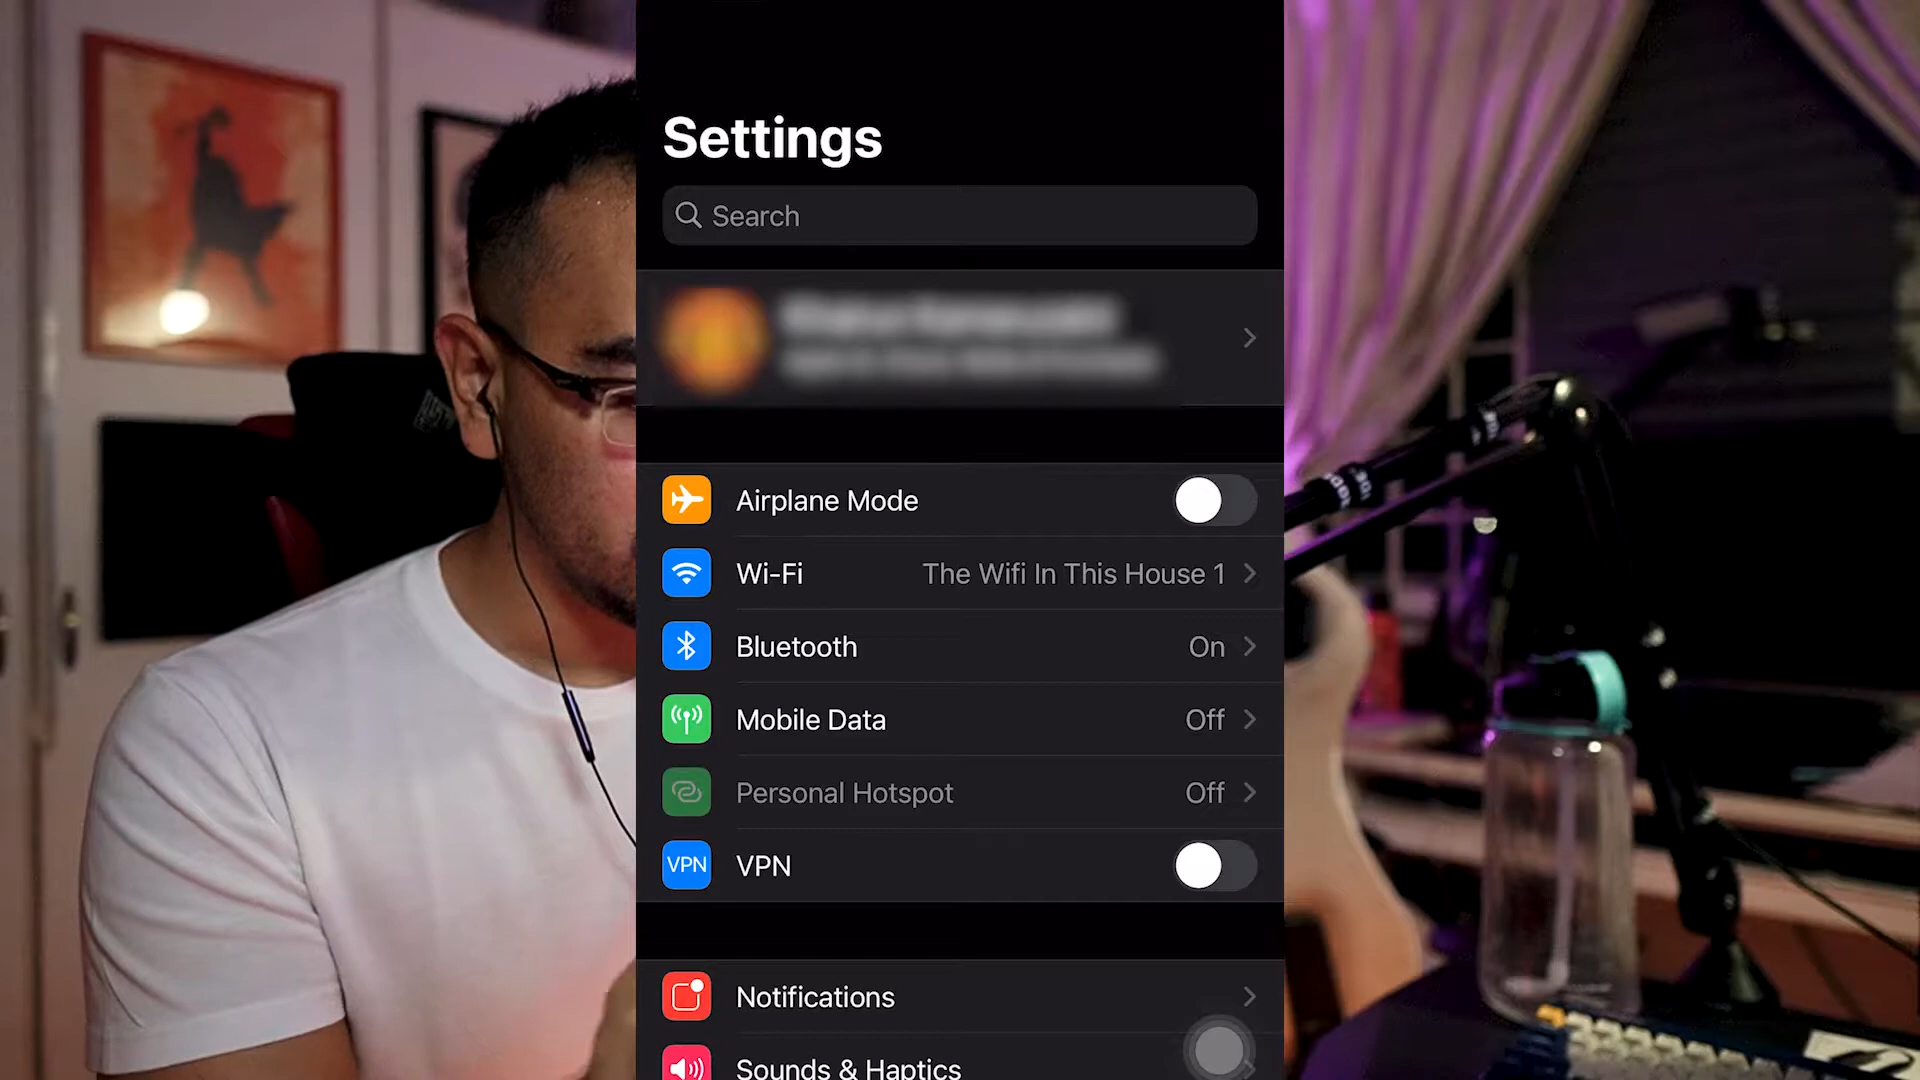 Settings
Search
Airplane Mode
Wi-Fi The Wifi In This House 1
Bluetooth On
Mobile Data Off
Personal Hotspot Off
VPN VPN
Notifications
Sounds & Haptics